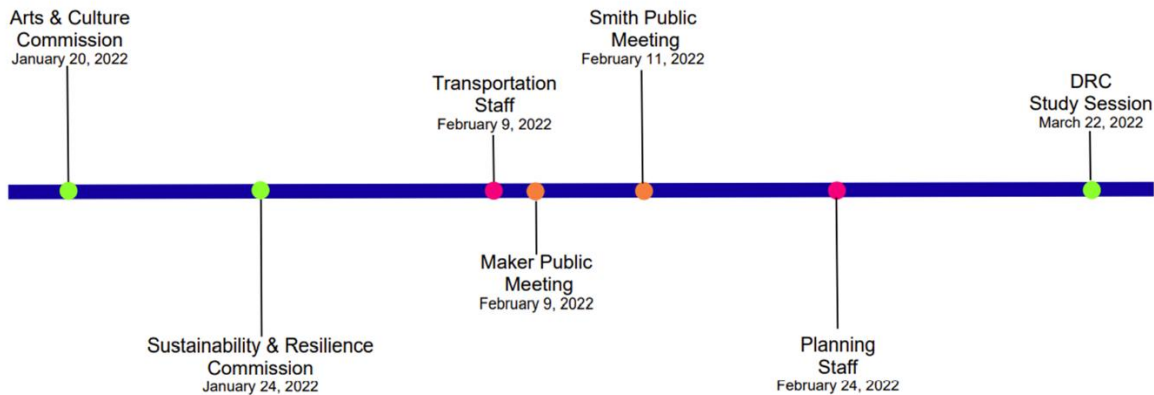 Arts & Culture
Commission
January 20, 2022
Sustainability & Resilience
Commission
January 24, 2022
Transportation
Staff
February 9, 2022
Maker Public
Meeting
February 9, 2022
Smith Public
Meeting
February 11, 2022
Planning
Staff
February 24, 2022
DRC
Study Session
March 22, 2022